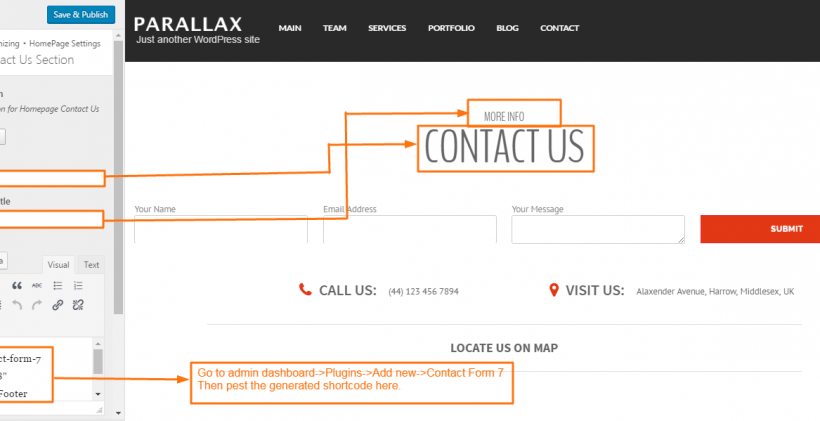 Save & Publish
nizing • HomePage Settings
act Us Section
n
on for Homepage Contact Us
tle
a
Visual Text
ABC
ct-form-7
8"
Footer
PARALLAX
Just another WordPress site
MAIN TEAM SERVICES PORTFOLIO BLOG CONTACT
MORE INFO
CONTACT US
Your Name Email Address Your Message
SUBMIT
CALL US: (44) 123 456 7894 VISIT US: Alaxender Avenue, Harrow, Middlesex, UK
LOCATE US ON MAP
Go to admin dashboard->Plugins->Add new->Contact Form 7
Then pest the generated shortcode here.